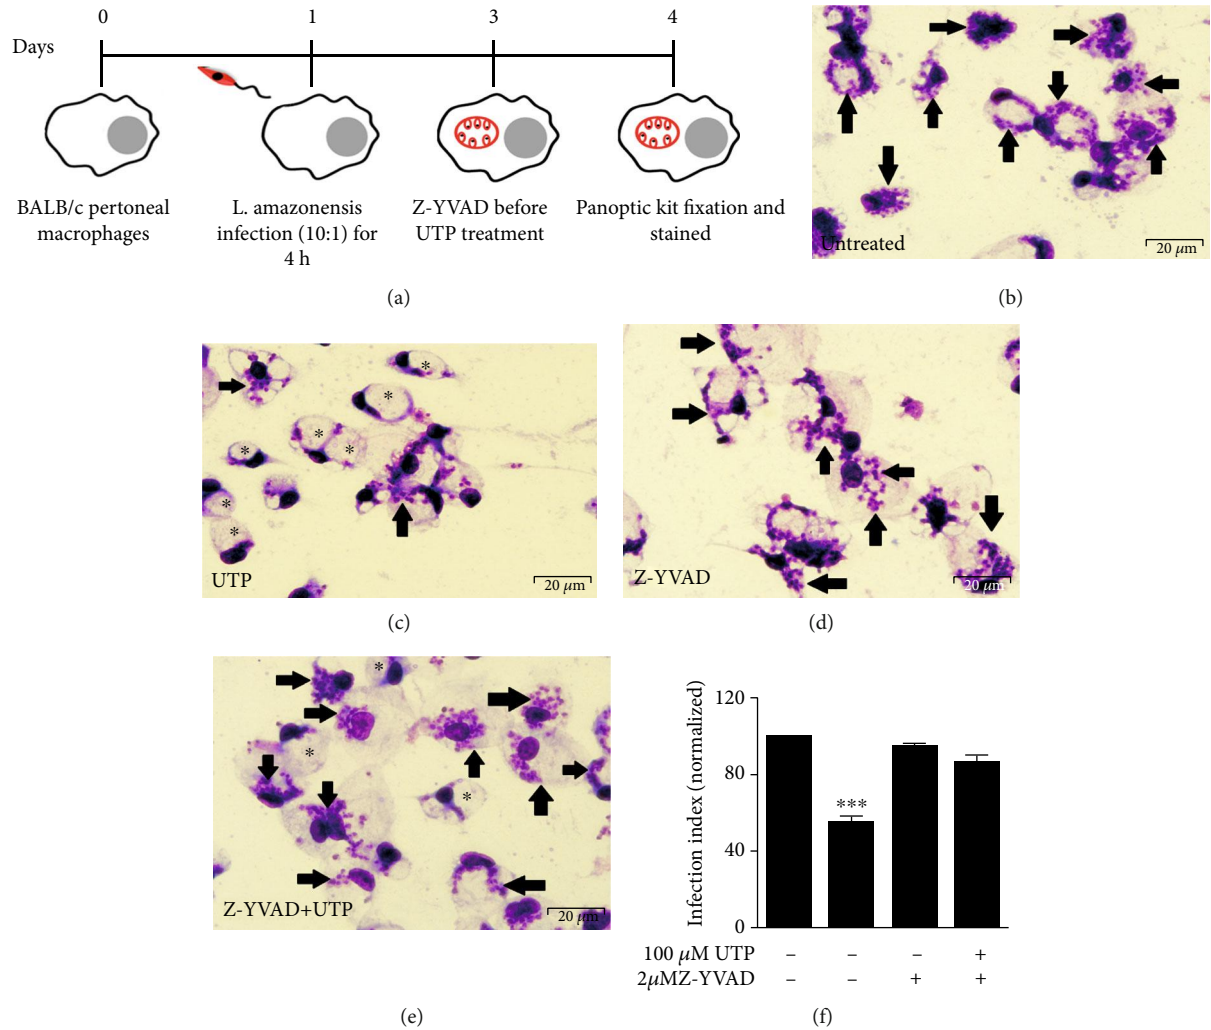 0 1 3 4
Days
BALB/c pertoneal
macrophages
L. amazonensis
infection (10:1) for
4 h
Z-YVAD before
UTP treatment
Panoptic kit fixation and
stained
(a)
Untreated
20 μm
(b)
* * * * * * *
UTP
20 μm
(c)
Z-YVAD
20 μm
(d)
* * *
Z-YVAD+UTP
20 μm
(e)
Infection index (normalized)
120
80
40
0
***
100 μM UTP – – – +
2μMZ-YVAD – – + +
(f)